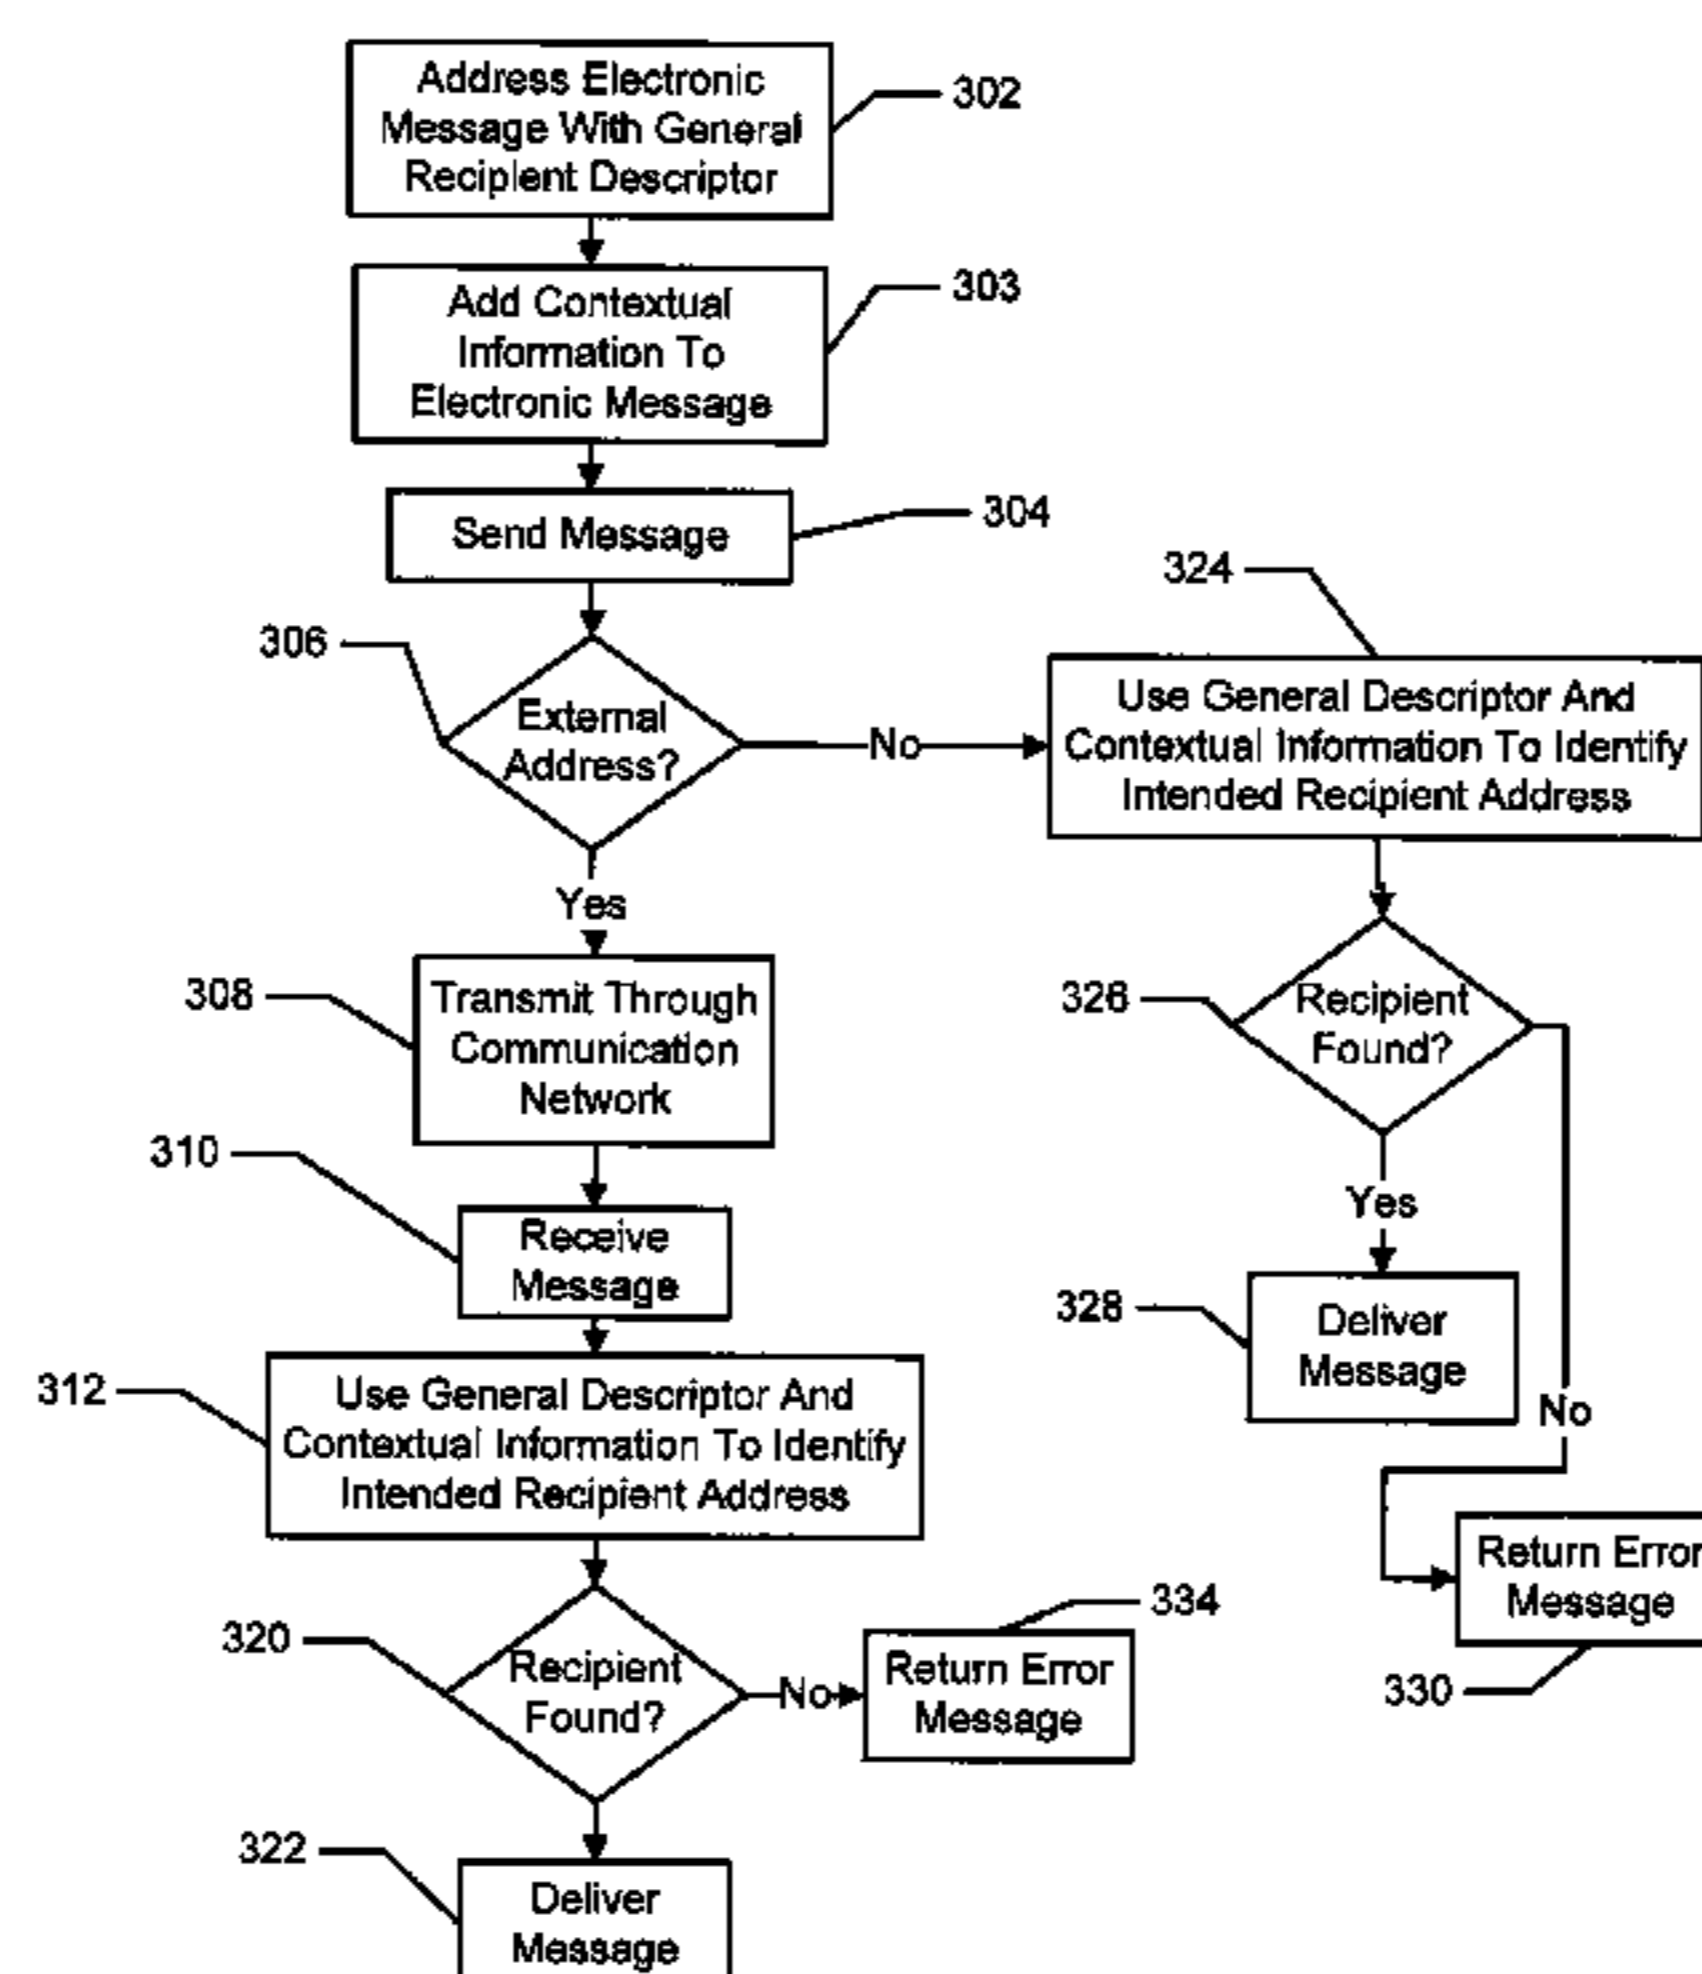 Address Electronic
Message With General
Recipient Descriptor
302
Add Contextual
Information To
Electronic Message
303
Send Message
304
306
External
Address?
No
324
Use General Descriptor And
Contextual Information To Identify
Intended Recipient Address
Yes
308
Transmit Through
Communication
Network
326
Recipient
Found?
310
Receive
Message
Yes
328
Deliver
Message
No
312
Use General Descriptor And
Contextual Information To Identify
Intended Recipient Address
Return Error
Message
330
320
Recipient
Found?
No
334
Return Error
Message
322
Deliver
Message